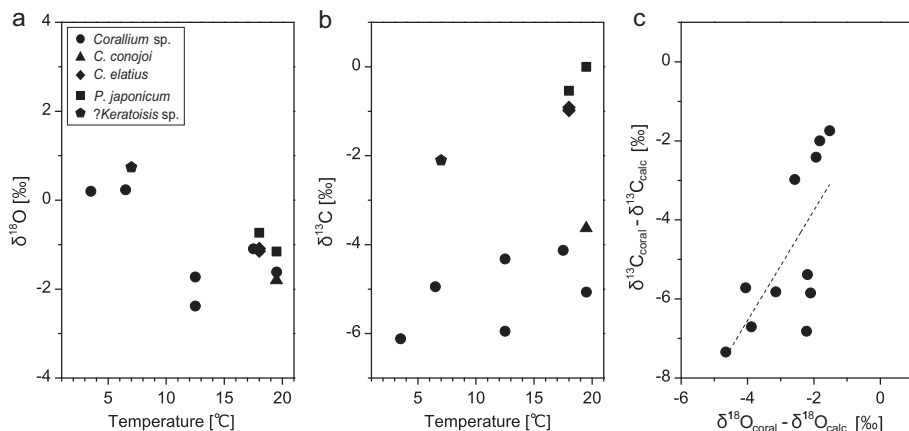 a
4
2
0
-2
-4
δ¹⁸O [‰]
Corallium sp.
C. conojoi
C. elatius
P. japonicum
?Keratoisis sp.
5 10 15 20
Temperature [℃]
b
0
-2
-4
-6
δ¹³C [‰]
5 10 15 20
Temperature [℃]
c
0
-2
-4
-6
-8
δ¹³Ccoral - δ¹³Ccalc [‰]
-6 -4 -2 0
δ¹⁸Ocoral - δ¹⁸Ocalc [‰]